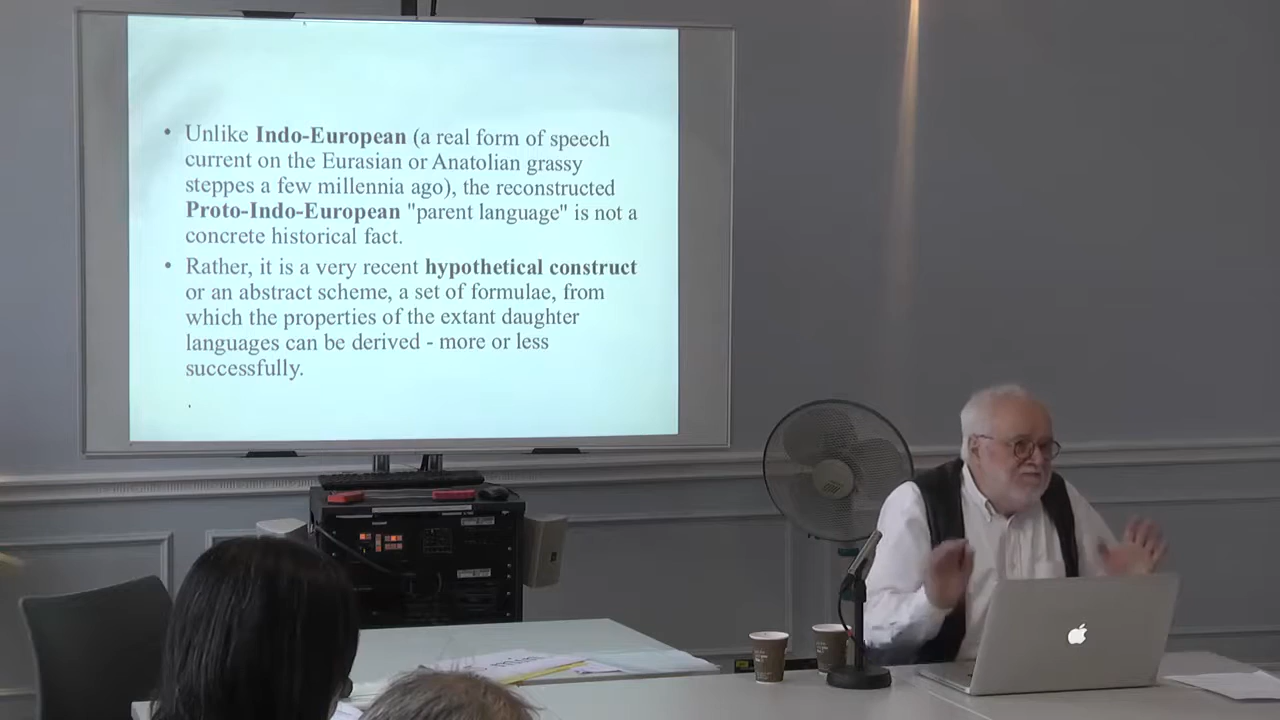 • Unlike Indo-European (a real form of speech
current on the Eurasian or Anatolian grassy
steppes a few millennia ago), the reconstructed
Proto-Indo-European "parent language" is not a
concrete historical fact.
• Rather, it is a very recent hypothetical construct
or an abstract scheme, a set of formulae, from
which the properties of the extant daughter
languages can be derived - more or less
successfully.